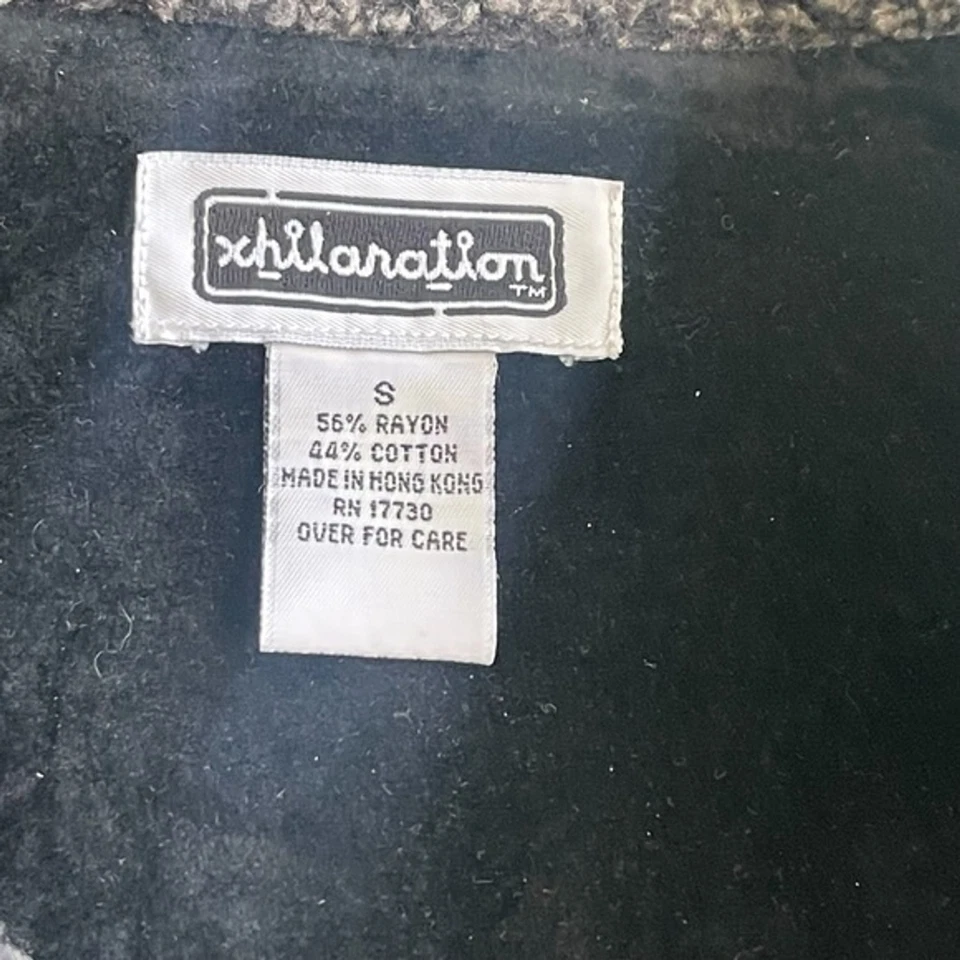 xhilaration
TM
S
56% RAYON
44% COTTON
MADE IN HONG KONG
RN 17730
OVER FOR CARE